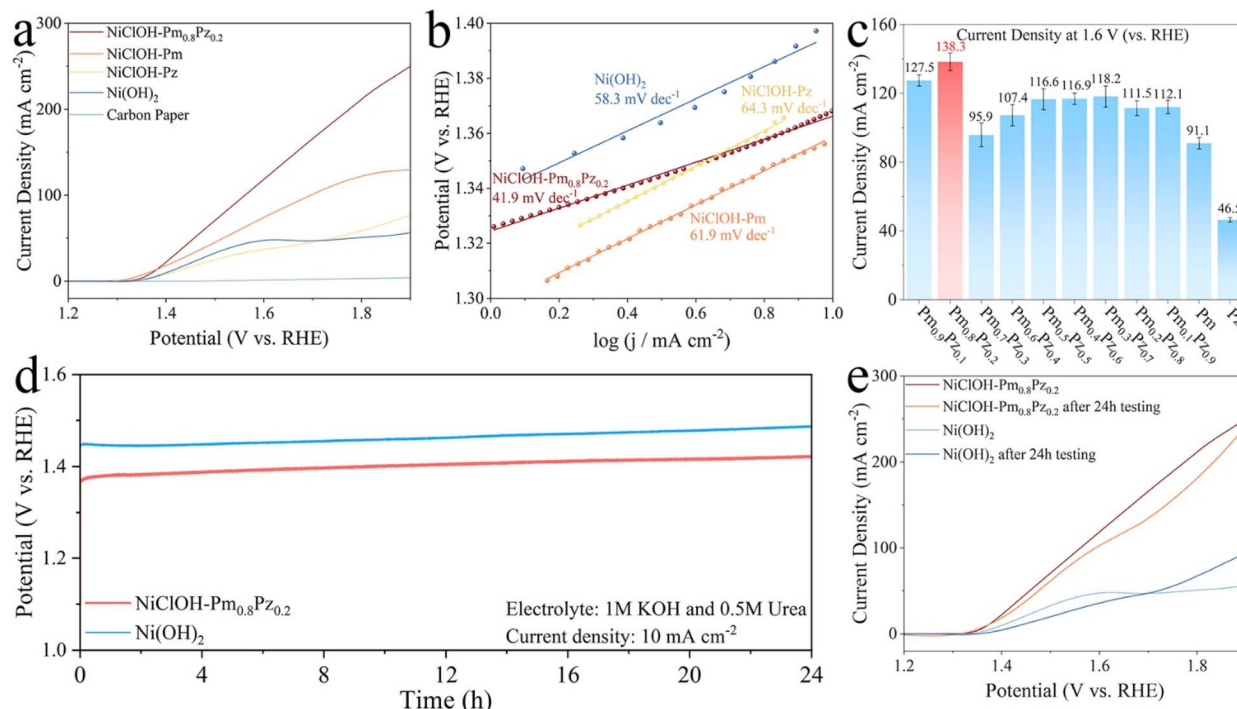 a
300
250
200
100
0
Current Density (mA cm⁻²)
NiClOH-Pm₀.₈Pz₀.₂
NiClOH-Pm
NiClOH-Pz
Ni(OH)₂
Carbon Paper
1.2 1.4 1.6 1.8
Potential (V vs. RHE)
b
1.40
1.38
1.36
1.34
1.32
1.30
Potential (V vs. RHE)
Ni(OH)₂
58.3 mV dec⁻¹
NiClOH-Pz
64.3 mV dec⁻¹
NiClOH-Pm₀.₈Pz₀.₂
41.9 mV dec⁻¹
NiClOH-Pm
61.9 mV dec⁻¹
0.0 0.2 0.4 0.6 0.8 1.0
log (j / mA cm⁻²)
c
160
120
80
40
0
Current Density (mA cm⁻²)
Current Density at 1.6 V (vs. RHE)
127.5
138.3
95.9
107.4
116.6
116.9
118.2
111.5
112.1
91.1
46.5
Pm₀.₉Pz₀.₁
Pm₀.₈Pz₀.₂
Pm₀.₇Pz₀.₃
Pm₀.₆Pz₀.₄
Pm₀.₅Pz₀.₅
Pm₀.₄Pz₀.₆
Pm₀.₃Pz₀.₇
Pm₀.₂Pz₀.₈
Pm₀.₁Pz₀.₉
Pm
Pz
d
1.6
1.4
1.2
1.0
Potential (V vs. RHE)
NiClOH-Pm₀.₈Pz₀.₂
Ni(OH)₂
Electrolyte: 1M KOH and 0.5M Urea
Current density: 10 mA cm⁻²
0 4 8 12 16 20 24
Time (h)
e
300
200
100
0
Current Density (mA cm⁻²)
NiClOH-Pm₀.₈Pz₀.₂
NiClOH-Pm₀.₈Pz₀.₂ after 24h testing
Ni(OH)₂
Ni(OH)₂ after 24h testing
1.2 1.4 1.6 1.8
Potential (V vs. RHE)